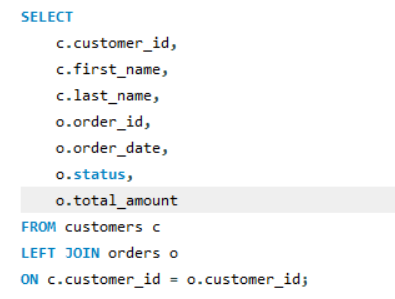 SELECT
    c.customer_id,
    c.first_name,
    c.last_name,
    o.order_id,
    o.order_date,
    o.status,
    o.total_amount
FROM customers c
LEFT JOIN orders o
ON c.customer_id = o.customer_id;